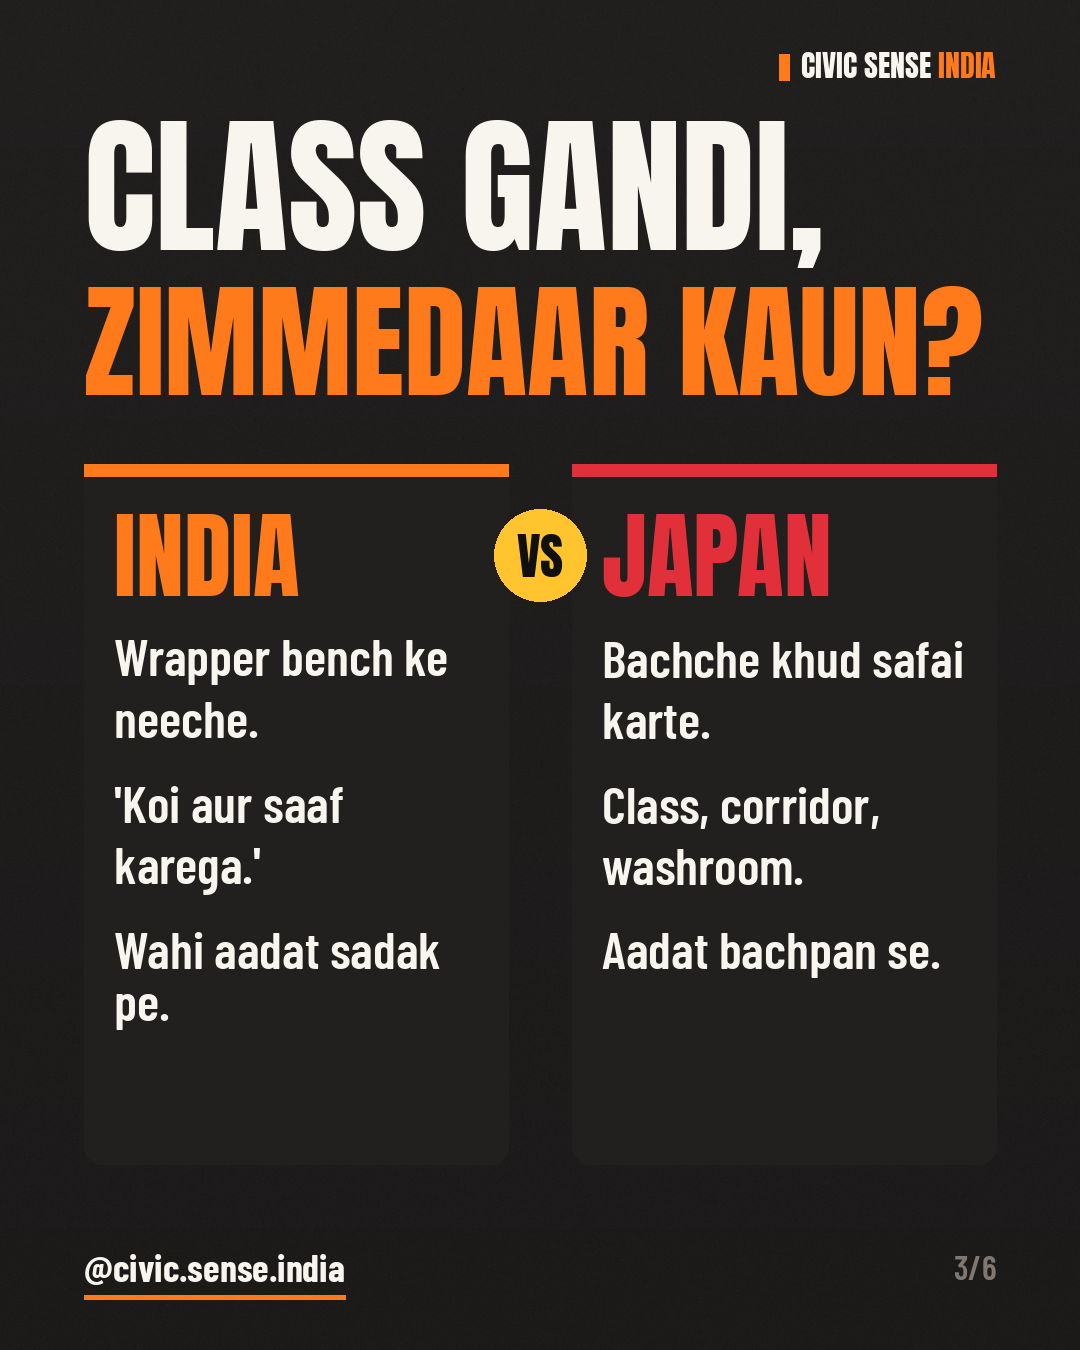 CIVIC SENSE INDIA
CLASS GANDI,
ZIMMEDAAR KAUN?
INDIA
Wrapper bench ke
neeche.
'Koi aur saaf
karega.'
Wahi aadat sadak
pe.
VS
JAPAN
Bachche khud safai
karte.
Class, corridor,
washroom.
Aadat bachpan se.
@civic.sense.india
3/6